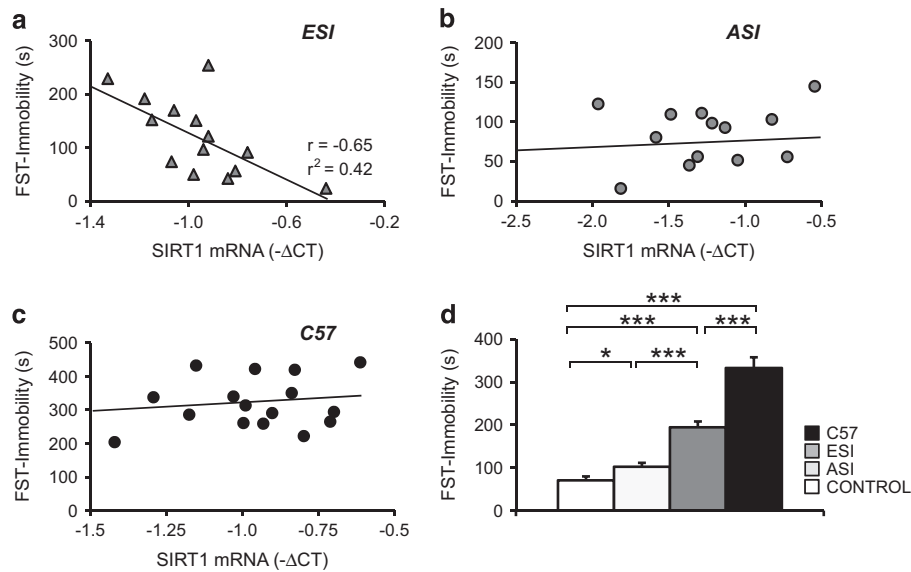 a
ESI
FST-Immobility (s)
300
200
100
0
r = -0.65
r² = 0.42
-1.4
-1.0
-0.6
-0.2
SIRT1 mRNA (-ΔCT)
b
ASI
FST-Immobility (s)
200
150
100
50
0
-2.5
-2.0
-1.5
-1.0
-0.5
SIRT1 mRNA (-ΔCT)
c
C57
FST-Immobility (s)
500
400
300
200
100
0
-1.5
-1.25
-1.0
-0.75
-0.5
SIRT1 mRNA (-ΔCT)
d
***
*** ***
* ***
FST-Immobility (s)
400
300
200
100
0
C57
ESI
ASI
CONTROL